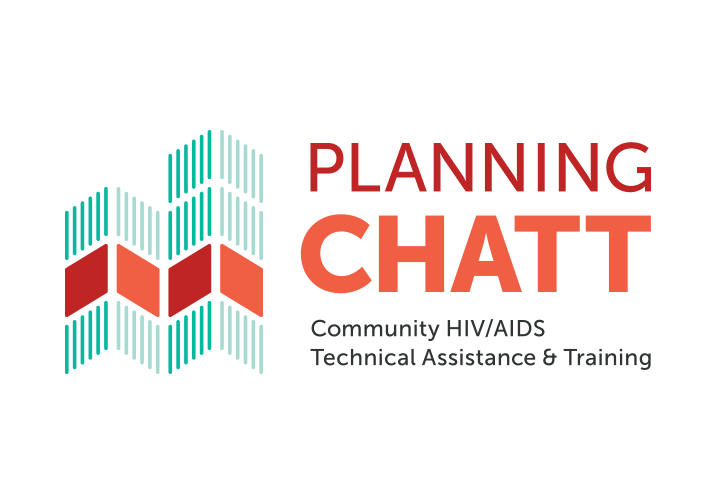 PLANNING
CHATT
Community HIV/AIDS
Technical Assistance & Training